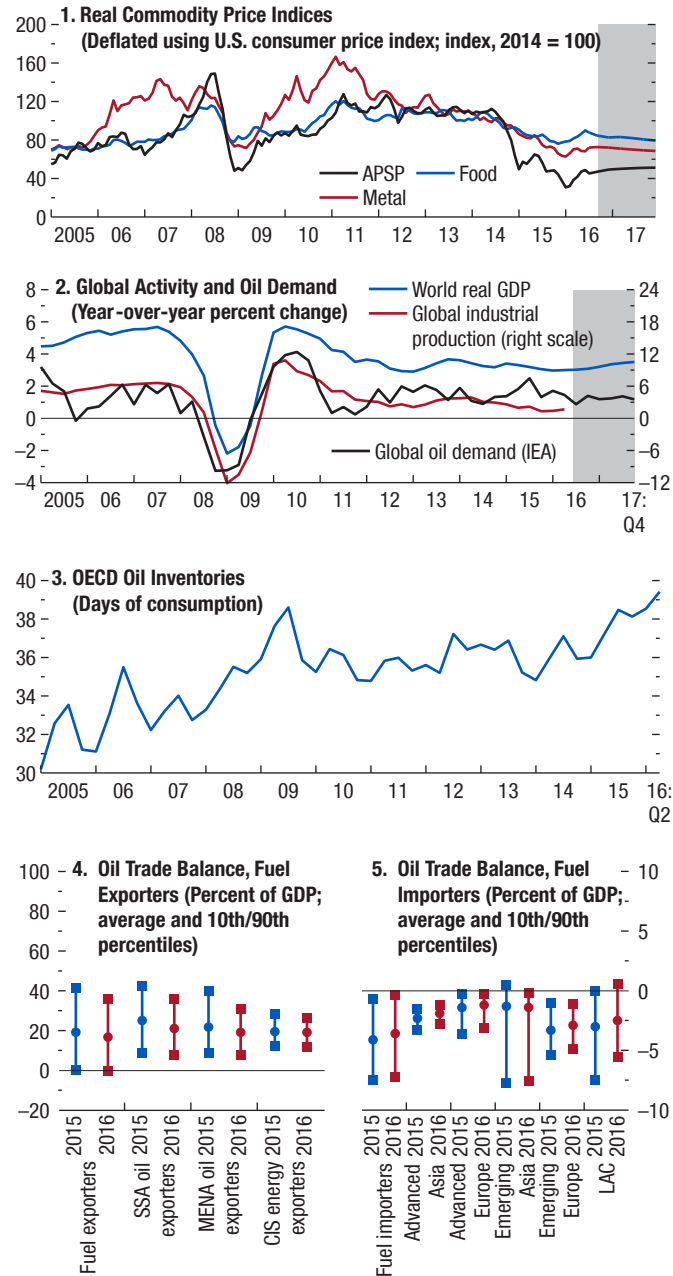 1. Real Commodity Price Indices
(Deflated using U.S. consumer price index; index, 2014 = 100)
200
160
120
80
40
0
APSP
Food
Metal
2005 06 07 08 09 10 11 12 13 14 15 16 17
2. Global Activity and Oil Demand
(Year-over-year percent change)
8
6
4
2
0
–2
–4
World real GDP
Global industrial
production (right scale)
Global oil demand (IEA)
24
18
12
6
0
–6
–12
2005 06 07 08 09 10 11 12 13 14 15 16 17:
Q4
3. OECD Oil Inventories
(Days of consumption)
40
38
36
34
32
30
2005 06 07 08 09 10 11 12 13 14 15 16:
Q2
4. Oil Trade Balance, Fuel
Exporters (Percent of GDP;
average and 10th/90th
percentiles)
100
80
60
40
20
0
–20
2015
2016
Fuel exporters
SSA oil 2015
exporters 2016
MENA oil 2015
exporters 2016
CIS energy 2015
exporters 2016
5. Oil Trade Balance, Fuel
Importers (Percent of GDP;
average and 10th/90th
percentiles)
10
5
0
–5
–10
2015
Fuel importers 2016
Advanced 2015
Asia 2016
Advanced 2015
Europe 2016
Emerging 2015
Asia 2016
Emerging 2015
Europe 2016
2015
LAC 2016